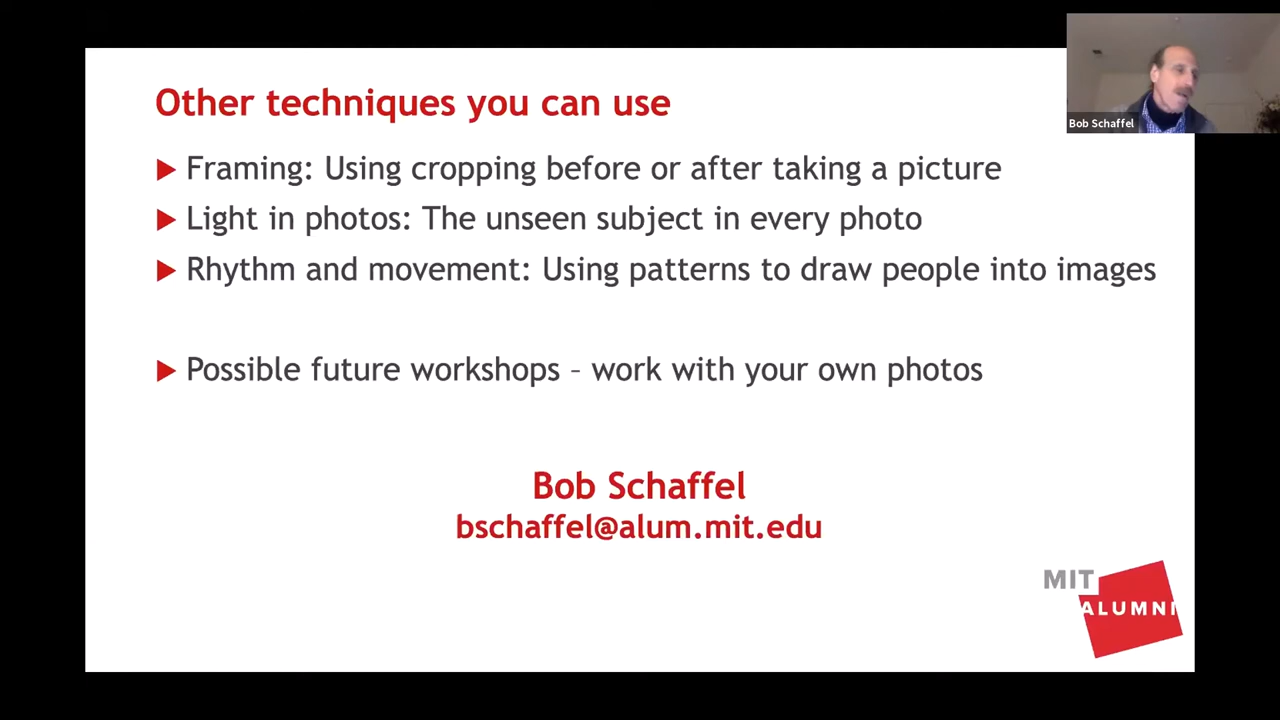 Other techniques you can use
Bob Schaffel
Framing: Using cropping before or after taking a picture
Light in photos: The unseen subject in every photo
Rhythm and movement: Using patterns to draw people into images
Possible future workshops – work with your own photos
Bob Schaffel
bschaffel@alum.mit.edu
MIT
ALUMNI